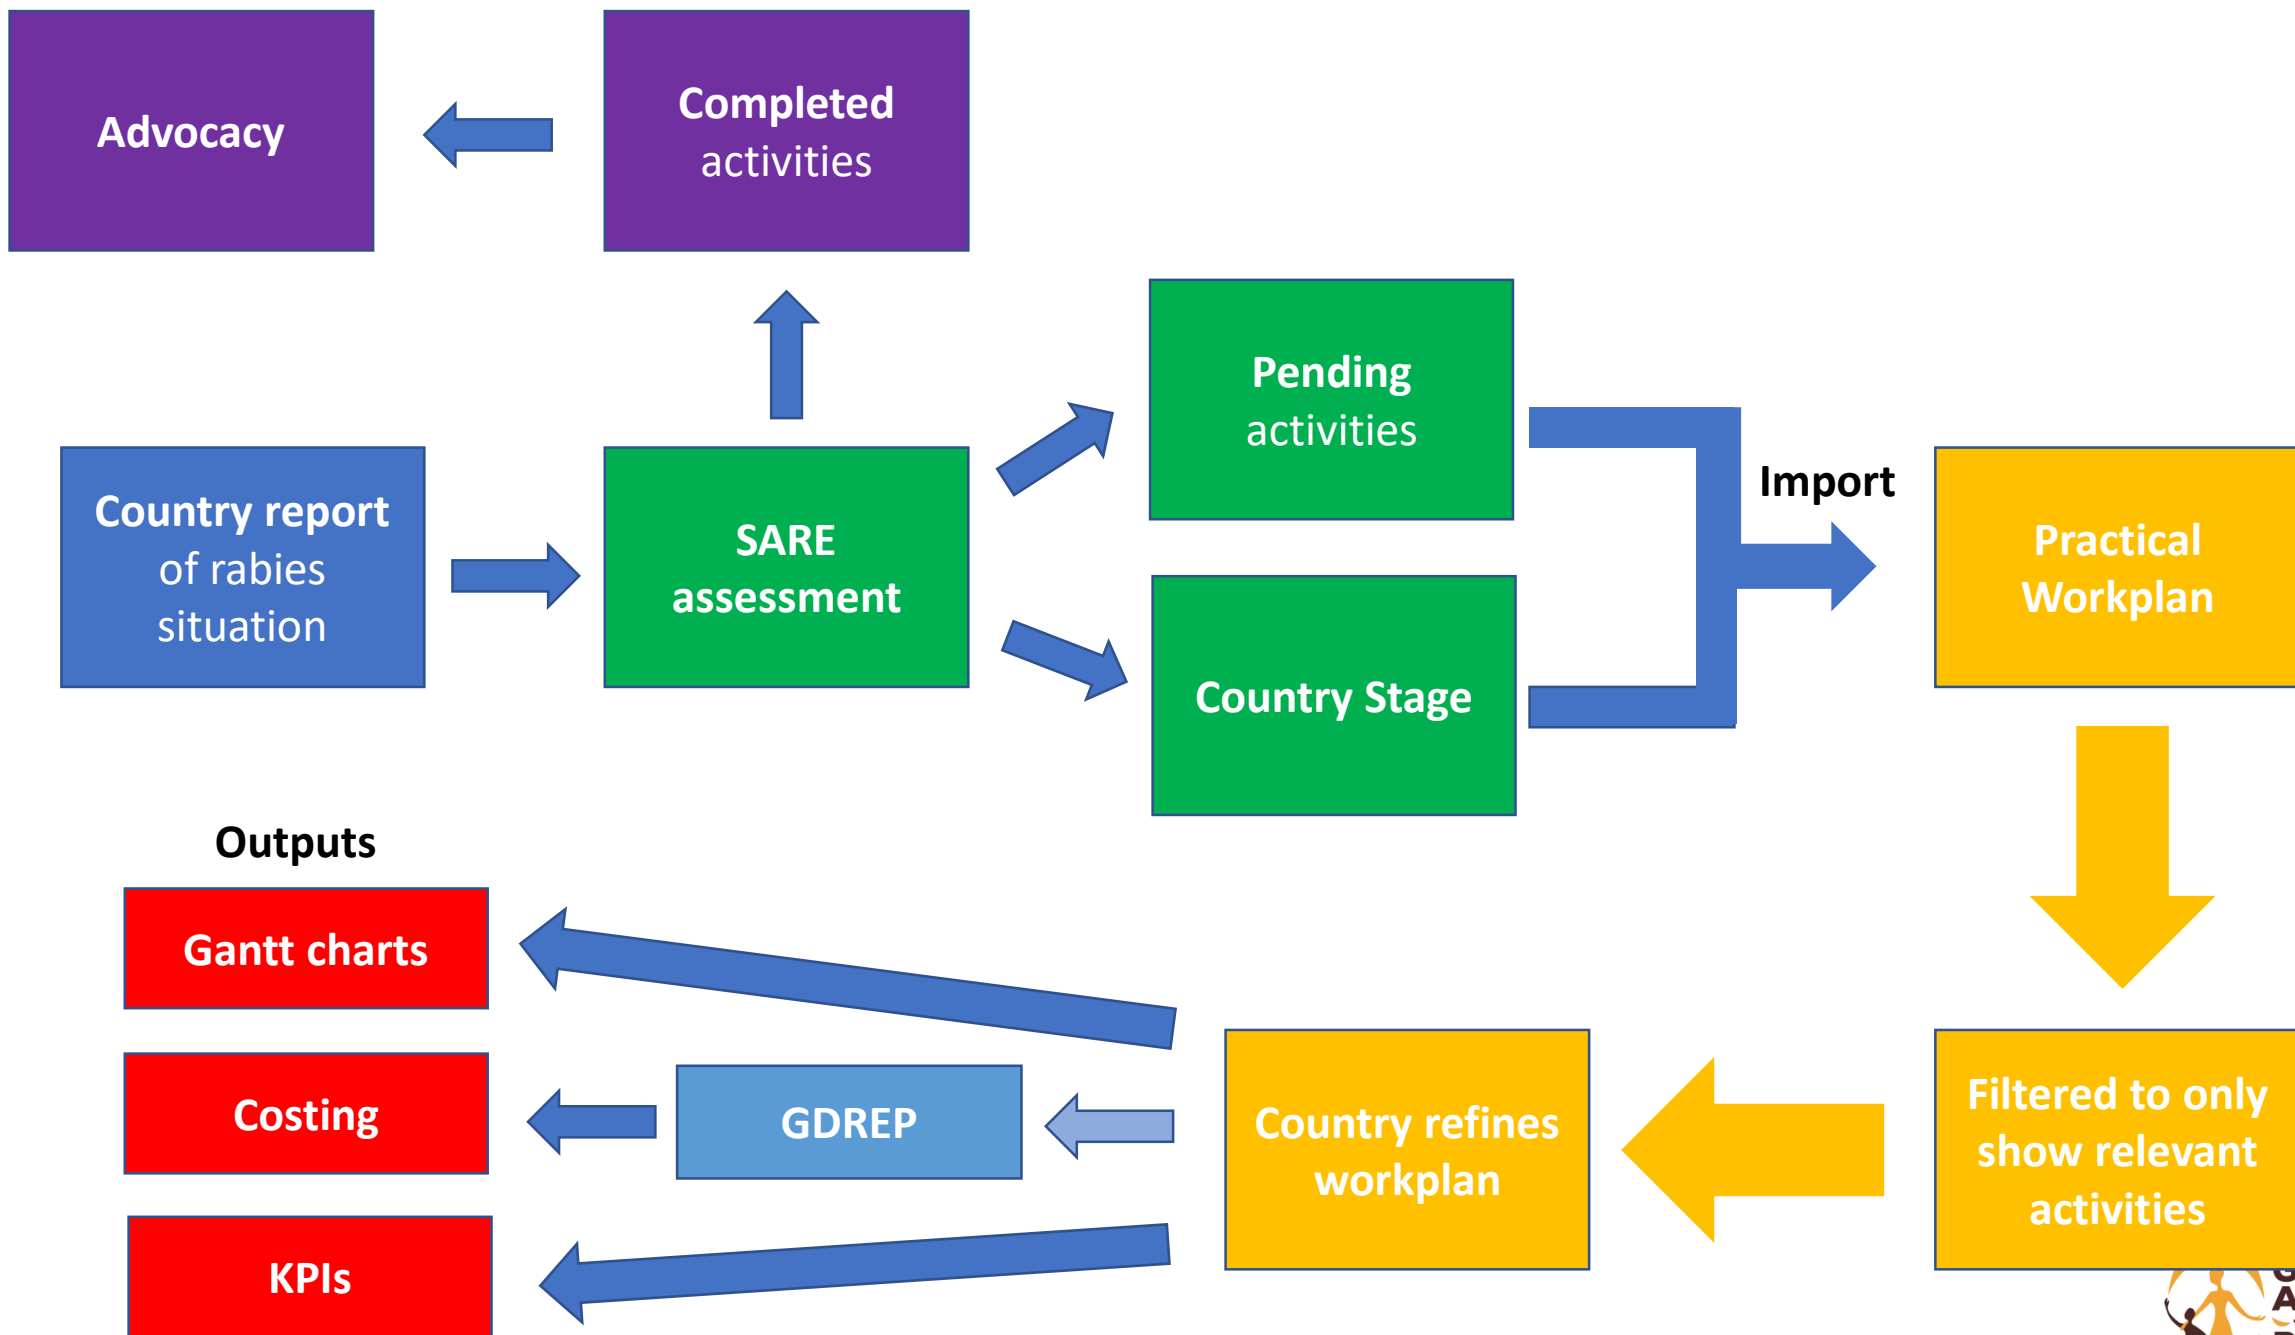 Advocacy
Completed
activities
Pending
activities
Country report
of rabies
situation
SARE
assessment
Country Stage
Import
Practical
Workplan
Outputs
Gantt charts
Costing
KPIs
GDREP
Country refines
workplan
Filtered to only
show relevant
activities